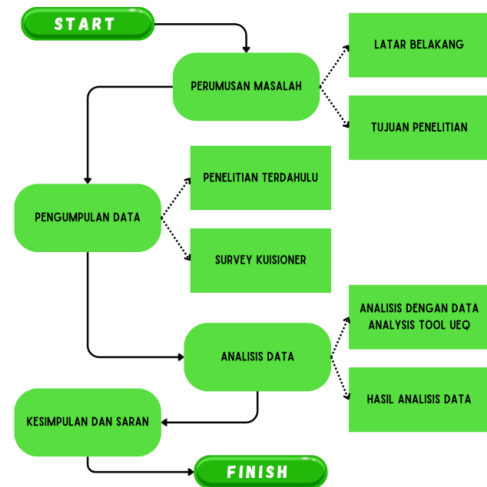 START
LATAR BELAKANG
PERUMUSAN MASALAH
TUJUAN PENELITIAN
PENELITIAN TERDAHULU
PENGUMPULAN DATA
SURVEY KUISIONER
ANALISIS DENGAN DATA
ANALYSIS TOOL UEQ
ANALISIS DATA
HASIL ANALISIS DATA
KESIMPULAN DAN SARAN
FINISH